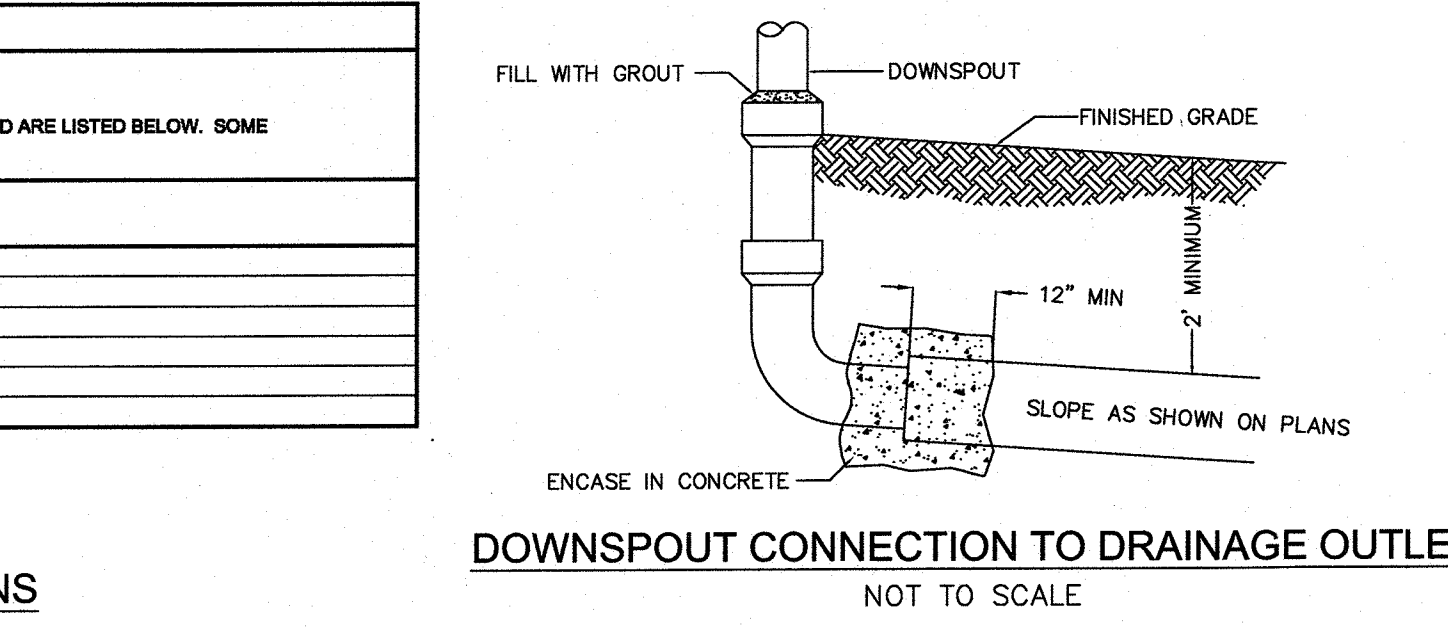 D ARE LISTED BELOW. SOME
NS
FILL WITH GROUT
DOWNSPOUT
FINISHED GRADE
2' MINIMUM
12" MIN
SLOPE AS SHOWN ON PLANS
ENCASE IN CONCRETE
DOWNSPOUT CONNECTION TO DRAINAGE OUTLE
NOT TO SCALE